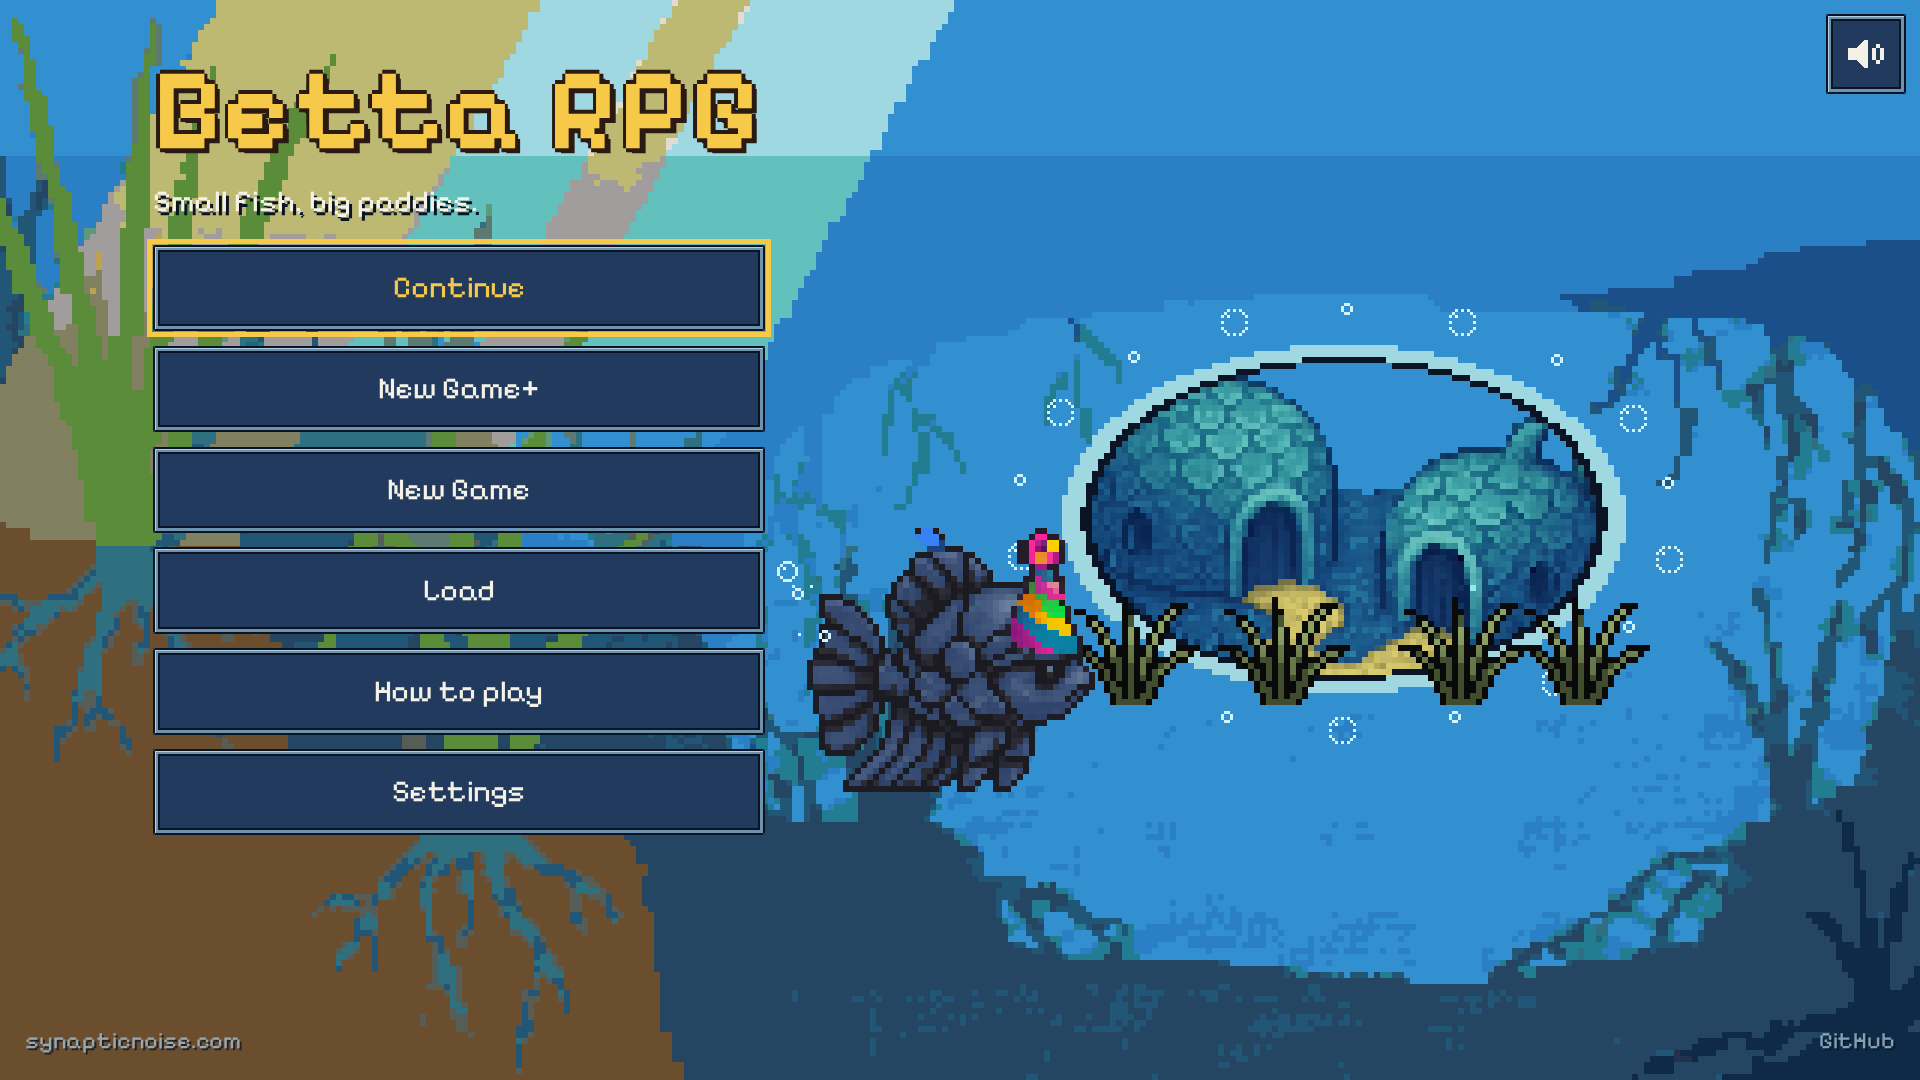 Betta RPG
Small fish, big paddies.
Continue
New Game+
New Game
Load
How to play
Settings
synapticnoise.com
GitHub